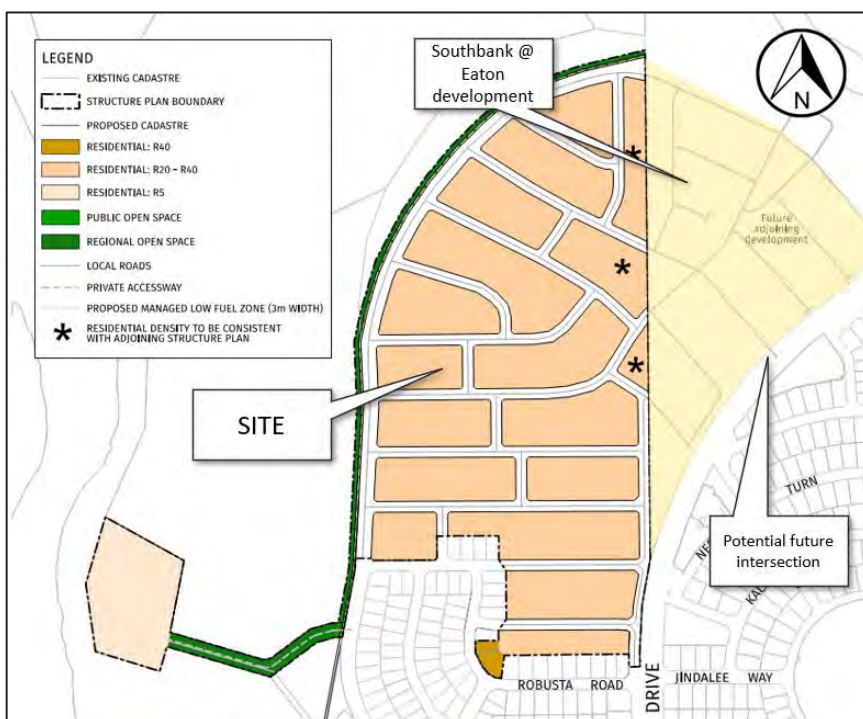 LEGEND
EXISTING CADASTRE
STRUCTURE PLAN BOUNDARY
PROPOSED CADASTRE
RESIDENTIAL: R40
RESIDENTIAL: R20 - R40
RESIDENTIAL: R5
PUBLIC OPEN SPACE
REGIONAL OPEN SPACE
LOCAL ROADS
PRIVATE ACCESSWAY
PROPOSED MANAGED LOW FUEL ZONE (3m WIDTH)
* RESIDENTIAL DENSITY TO BE CONSISTENT
WITH ADJOINING STRUCTURE PLAN
Southbank @
Eaton
development
N
*
Future
adjoining
development
*
*
SITE
TURN
Potential future
intersection
ROBUSTA ROAD
DRIVE
JINDALEE WAY